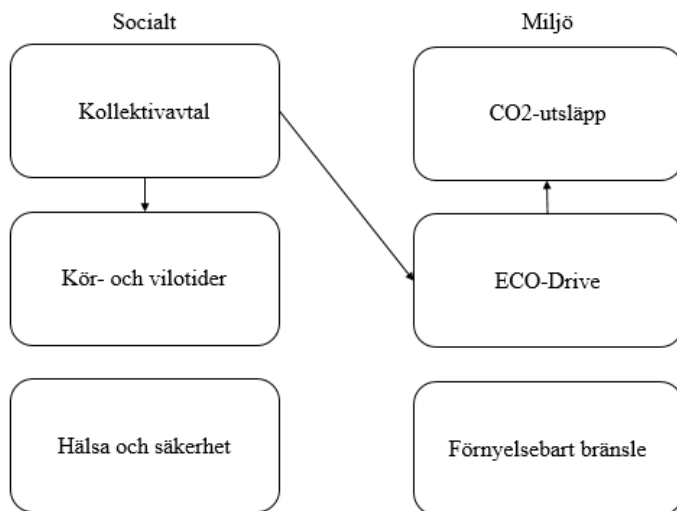 Socialt
Miljö
Kollektivavtal
CO2-utsläpp
Kör- och vilotider
ECO-Drive
Hälsa och säkerhet
Förnyelsebart bränsle